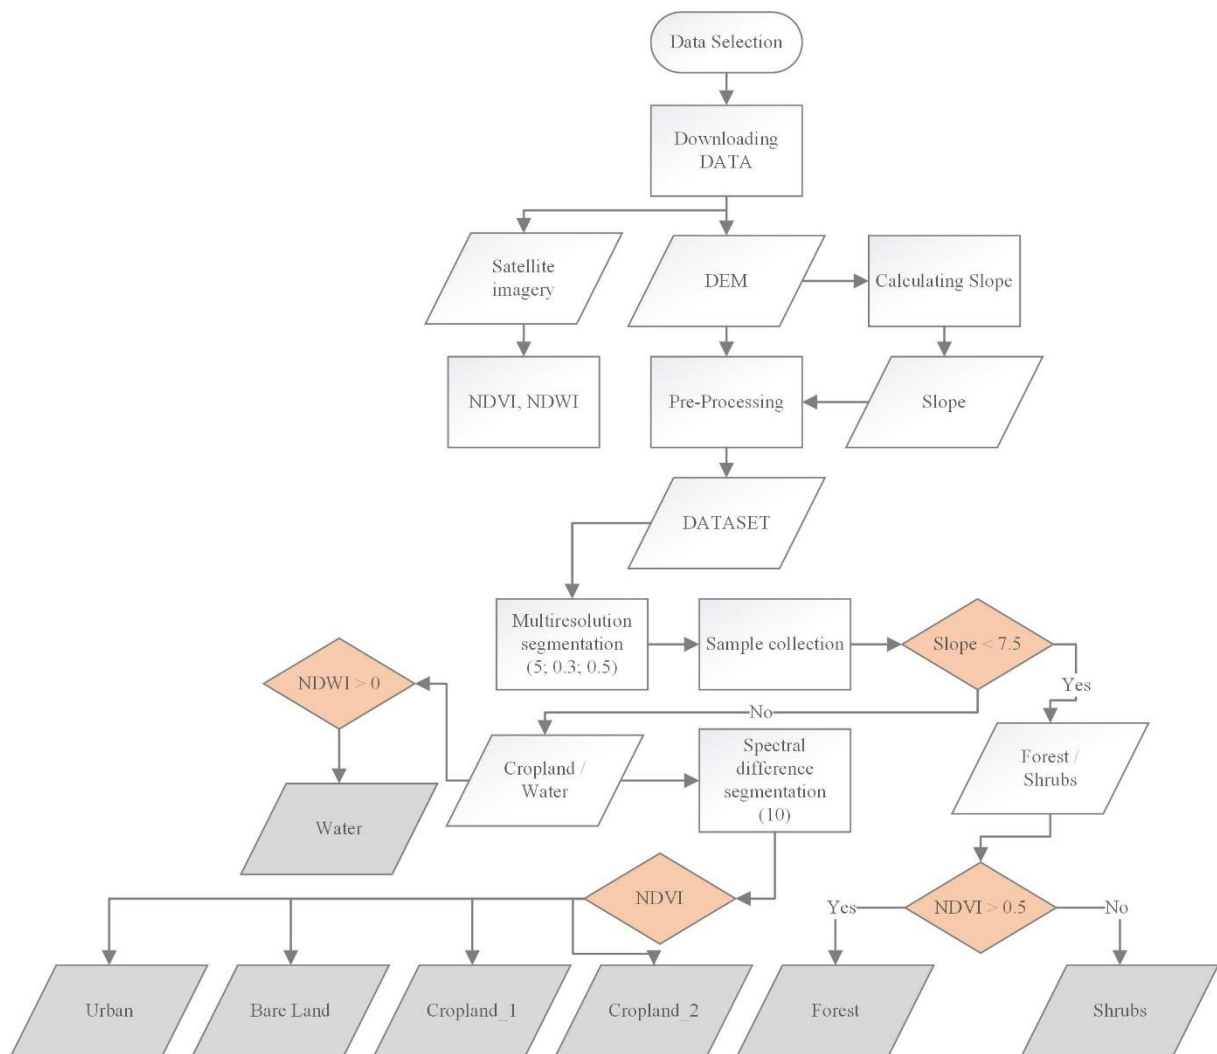 Data Selection
Downloading
DATA
Satellite
imagery
DEM
Calculating Slope
NDVI, NDWI
Pre-Processing
Slope
DATASET
Multiresolution
segmentation
(5; 0.3; 0.5)
Sample collection
Slope < 7.5
NDWI > 0
Yes
No
Cropland /
Water
Spectral
difference
segmentation
(10)
Forest /
Shrubs
Water
NDVI
Yes
NDVI > 0.5
No
Urban
Bare Land
Cropland_1
Cropland_2
Forest
Shrubs